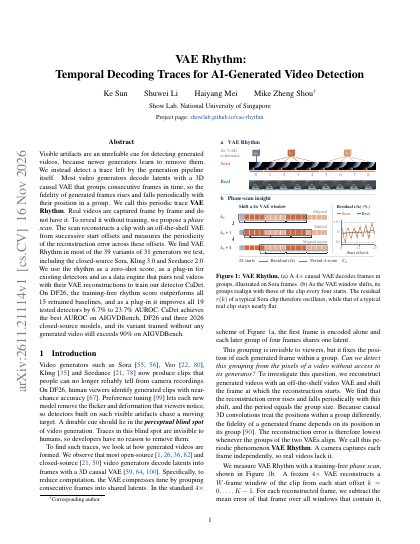 VAE Rhythm:
Temporal Decoding Traces for AI-Generated Video Detection
Ke Sun Shuwei Li Haiyang Mei Mike Zheng Shou†
Show Lab, National University of Singapore
Project page: showlab.github.io/vae-rhythm
arXiv:2611.21114v1 [cs.CV] 16 Nov 2026
Abstract
Visible artifacts are an unreliable cue for detecting generated
videos, because newer generators learn to remove them.
We instead detect a trace left by the generation pipeline
itself. Most video generators decode latents with a 3D
causal VAE that groups consecutive frames in time, so the
fidelity of generated frames rises and falls periodically with
their position in a group. We call this periodic trace VAE
Rhythm. Real videos are captured frame by frame and do
not have it. To reveal it without training, we propose a phase
scan. The scan reconstructs a clip with an off-the-shelf VAE
from successive start offsets and measures the periodicity
of the reconstruction error across these offsets. We find VAE
Rhythm in most of the 39 variants of 31 generators we test,
including the closed-source Sora, Kling 3.0 and Seedance 2.0.
We use the rhythm as a zero-shot score, as a plug-in for
existing detectors and as a data engine that pairs real videos
with their VAE reconstructions to train our detector CaDet.
On DF26, the training-free rhythm score outperforms all
15 retrained baselines, and as a plug-in it improves all 19
tested detectors by 6.7% to 23.7% AUROC. CaDet achieves
the best AUROC on AIGVDBench, DF26 and three 2026
closed-source models, and its variant trained without any
generated video still exceeds 90% on AIGVDBench.
1 Introduction
Video generators such as Sora [55, 56], Veo [22, 80],
Kling [35] and Seedance [21, 78] now produce clips that
people can no longer reliably tell from camera recordings.
On DF26, human viewers identified generated clips with near-
chance accuracy [67]. Preference tuning [99] lets each new
model remove the flicker and deformation that viewers notice,
so detectors built on such visible artifacts chase a moving
target. A durable cue should lie in the perceptual blind spot
of video generation. Traces in this blind spot are invisible to
humans, so developers have no reason to remove them.
To find such traces, we look at how generated videos are
formed. We observe that most open-source [1, 26, 36, 82] and
closed-source [21, 50] video generators decode latents into
frames with a 3D causal VAE [59, 64, 100]. Specifically, to
reduce computation, the VAE compresses time by grouping
consecutive frames into shared latents. In the standard 4×
†Corresponding author
a VAE Rhythm
Sora
Real
b Phase-scan insight
Shift a 4× VAE window
Residual r(k) (%)
Aligned
Shifted
Aligned again
Figure 1: VAE Rhythm. (a) A 4× causal VAE decodes frames in
groups, illustrated on Sora frames. (b) As the VAE window shifts, its
groups realign with those of the clip every four starts. The residual
r(k) of a typical Sora clip therefore oscillates, while that of a typical
real clip stays nearly flat.
scheme of Figure 1a, the first frame is encoded alone and
each later group of four frames shares one latent.
This grouping is invisible to viewers, but it fixes the position
of each generated frame within a group. Can we detect
this grouping from the pixels of a video without access to
its generator? To investigate this question, we reconstruct
generated videos with an off-the-shelf video VAE and shift
the frame at which the reconstruction starts. We find that
the reconstruction error rises and falls periodically with this
shift, and the period equals the group size. Because causal
3D convolutions treat the positions within a group differently,
the fidelity of a generated frame depends on its position in
its group [90]. The reconstruction error is therefore lowest
whenever the groups of the two VAEs align. We call this pe-
riodic phenomenon VAE Rhythm. A camera captures each
frame independently, so real videos lack it.
We measure VAE Rhythm with a training-free phase scan,
shown in Figure 1b. A frozen 4× VAE reconstructs a
W-frame window of the clip from each start offset k =
0, . . . , K − 1. For each reconstructed frame, we subtract the
mean error of that frame over all windows that contain it,
1